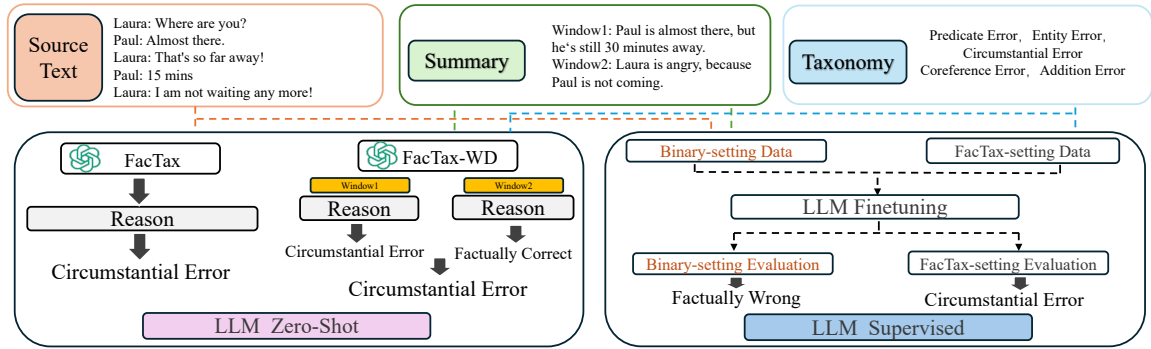 Source
Text
Laura: Where are you?
Paul: Almost there.
Laura: That's so far away!
Paul: 15 mins
Laura: I am not waiting any more!
Summary
Window1: Paul is almost there, but
he's still 30 minutes away.
Window2: Laura is angry, because
Paul is not coming.
Taxonomy
Predicate Error, Entity Error,
Circumstantial Error
Coreference Error, Addition Error
FacTax
Reason
Circumstantial Error
FacTax-WD
Window1
Window2
Reason
Reason
Circumstantial Error
Factually Correct
Circumstantial Error
LLM Zero-Shot
Binary-setting Data
FacTax-setting Data
LLM Finetuning
Binary-setting Evaluation
FacTax-setting Evaluation
Factually Wrong
Circumstantial Error
LLM Supervised